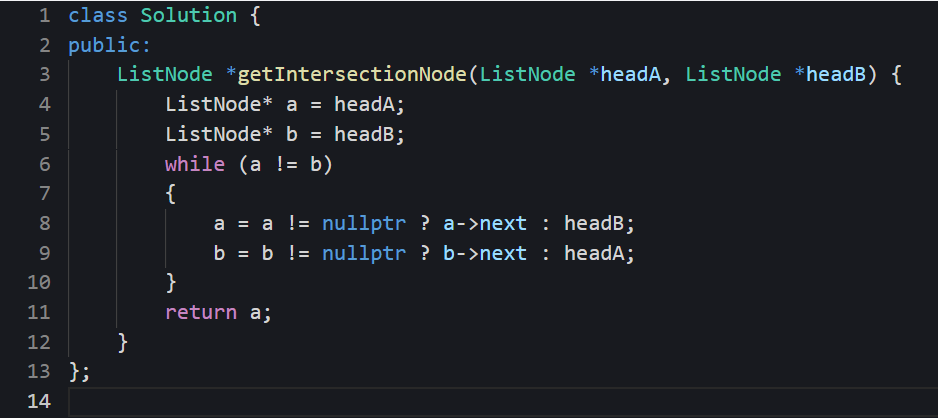 1 class Solution {
2 public:
3     ListNode *getIntersectionNode(ListNode *headA, ListNode *headB) {
4         ListNode* a = headA;
5         ListNode* b = headB;
6         while (a != b)
7         {
8             a = a != nullptr ? a->next : headB;
9             b = b != nullptr ? b->next : headA;
10         }
11         return a;
12     }
13 };
14